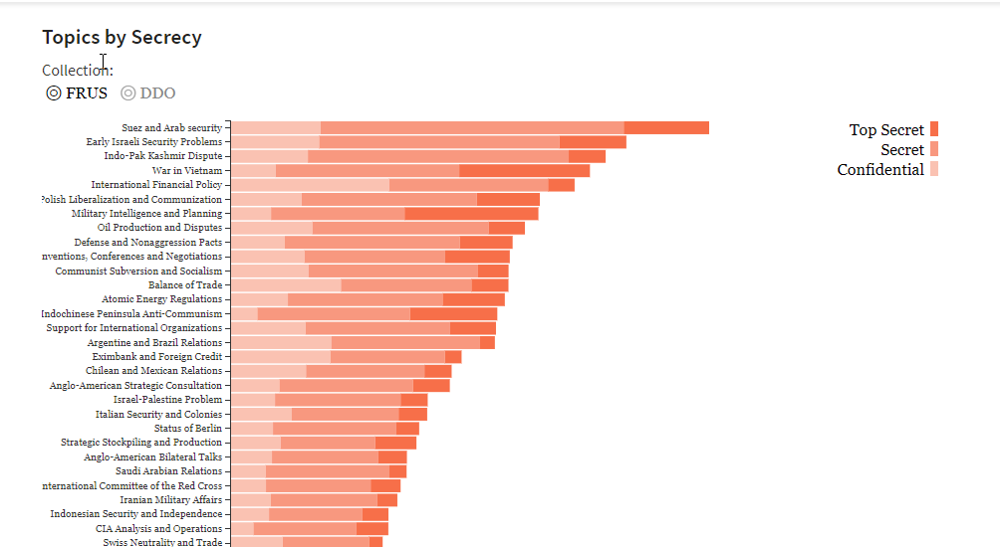 Topics by Secrecy
Collection:
FRUS DDO
Suez and Arab security
Early Israeli Security Problems
Indo-Pak Kashmir Dispute
War in Vietnam
International Financial Policy
Polish Liberalization and Communication
Military Intelligence and Planning
Oil Production and Disputes
Defense and Nonaggression Pacts
nventions, Conferences and Negotiations
Communist Subversion and Socialism
Balance of Trade
Atomic Energy Regulations
Indochinese Peninsula Anti-Communism
Support for International Organizations
Argentine and Brazil Relations
Eximbank and Foreign Credit
Chilean and Mexican Relations
Anglo-American Strategic Consultation
Israel-Palestine Problem
Italian Security and Colonies
Status of Berlin
Strategic Stockpiling and Production
Anglo-American Bilateral Talks
Saudi Arabian Relations
nternational Committee of the Red Cross
Iranian Military Affairs
Indonesian Security and Independence
CIA Analysis and Operations
Swiss Neutrality and Trade
Top Secret
Secret
Confidential